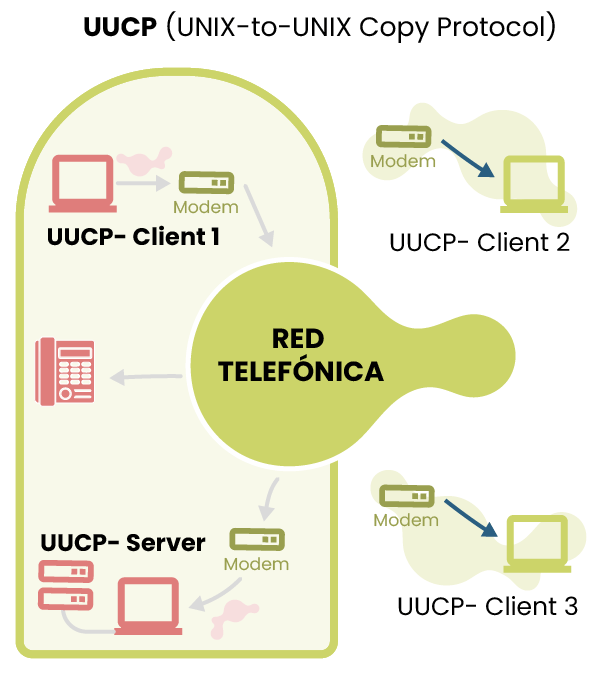 UUCP (UNIX-to-UNIX Copy Protocol)
Modem
UUCP- Client 1
Modem
UUCP- Client 2
RED
TELEFÓNICA
UUCP- Server
Modem
Modem
UUCP- Client 3